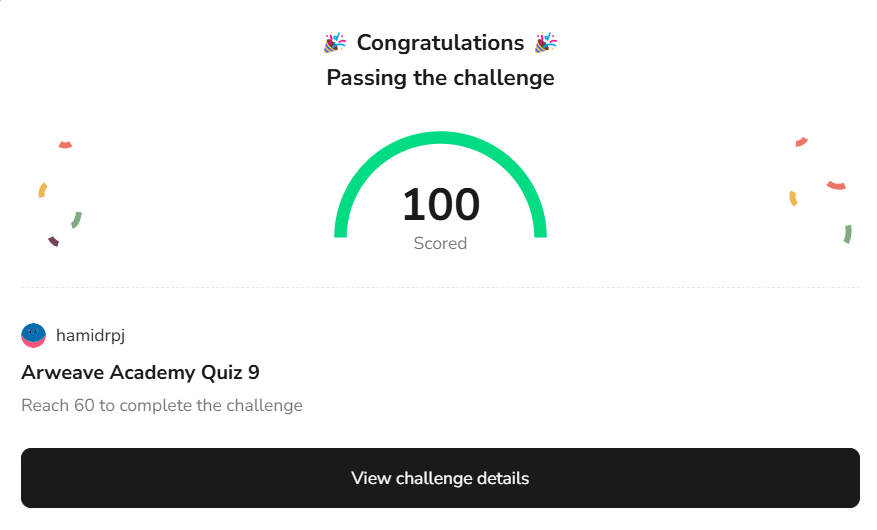 🎉 Congratulations 🎉
Passing the challenge
100
Scored
hamidrpj
Arweave Academy Quiz 9
Reach 60 to complete the challenge
View challenge details